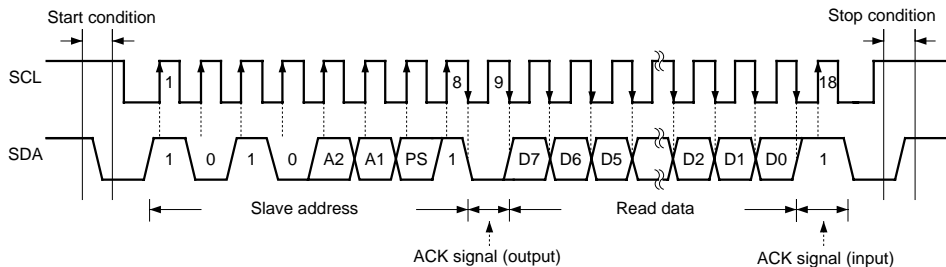 Start condition
Stop condition
SCL
1
8
9
18
SDA
1
0
1
0
A2
A1
PS
1
D7
D6
D5
D2
D1
D0
1
Slave address
Read data
ACK signal (output)
ACK signal (input)